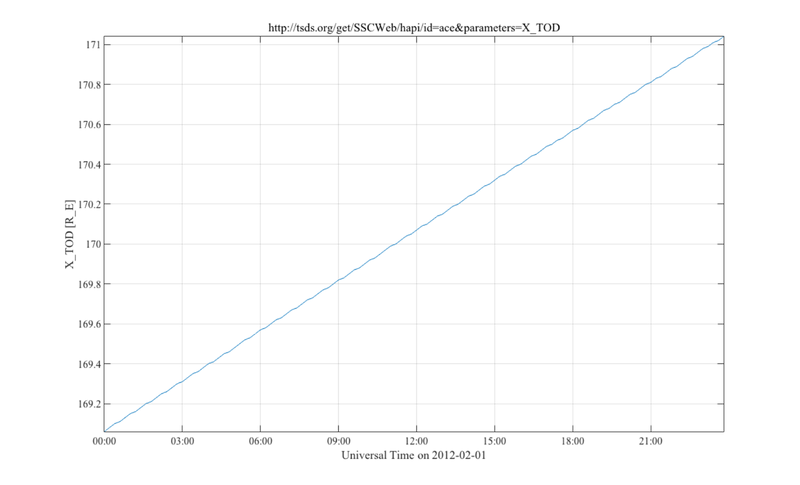 http://tsds.org/get/SSCWeb/hapi/id=ace&parameters=X_TOD
171
170.8
170.6
170.4
170.2
170
169.8
169.6
169.4
169.2
X_TOD [R_E]
00:00 03:00 06:00 09:00 12:00 15:00 18:00 21:00
Universal Time on 2012-02-01